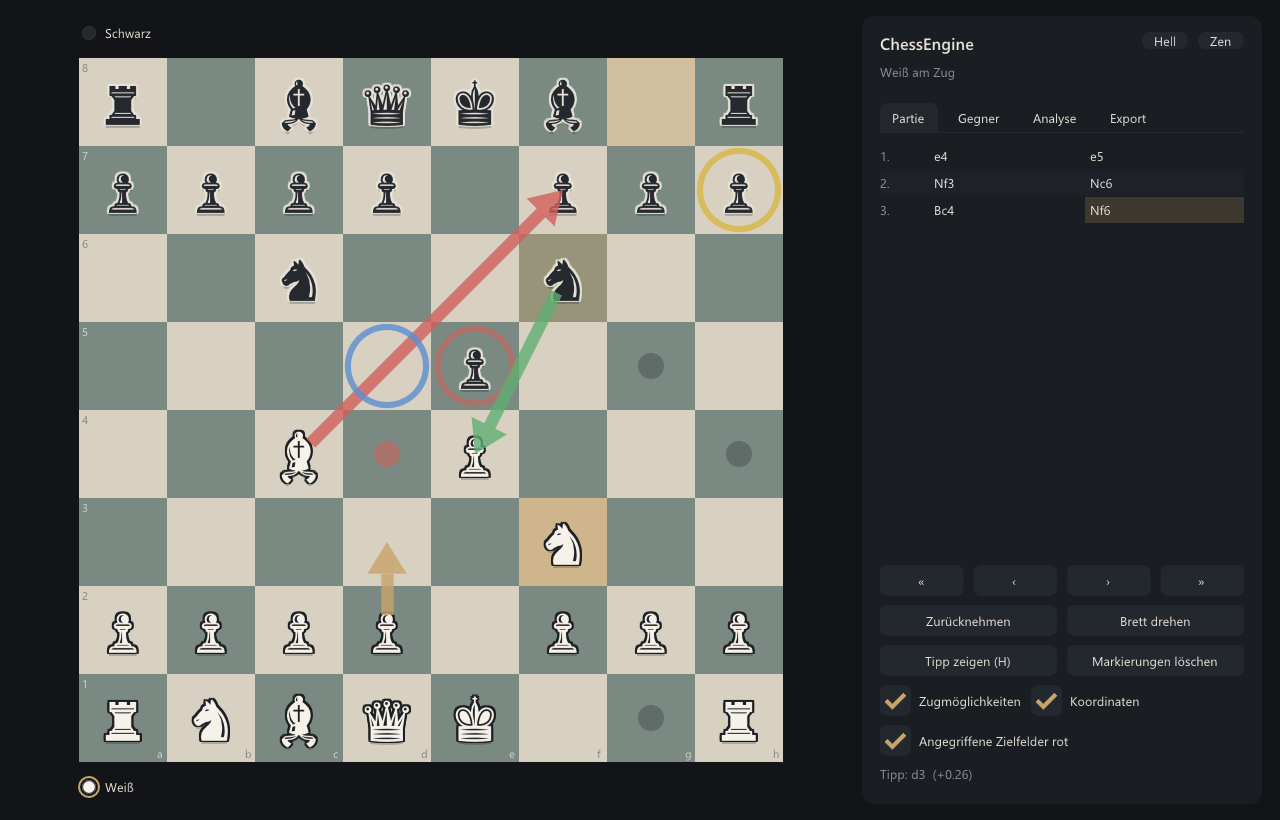 Schwarz
8
7
6
5
4
3
2
1
a b c d e f g h
Weiß
ChessEngine
Hell Zen
Weiß am Zug
Partie Gegner Analyse Export
1. e4 e5
2. Nf3 Nc6
3. Bc4 Nf6
« ‹ › »
Zurücknehmen Brett drehen
Tipp zeigen (H) Markierungen löschen
Zugmöglichkeiten Koordinaten
Angegriffene Zielfelder rot
Tipp: d3 (+0.26)